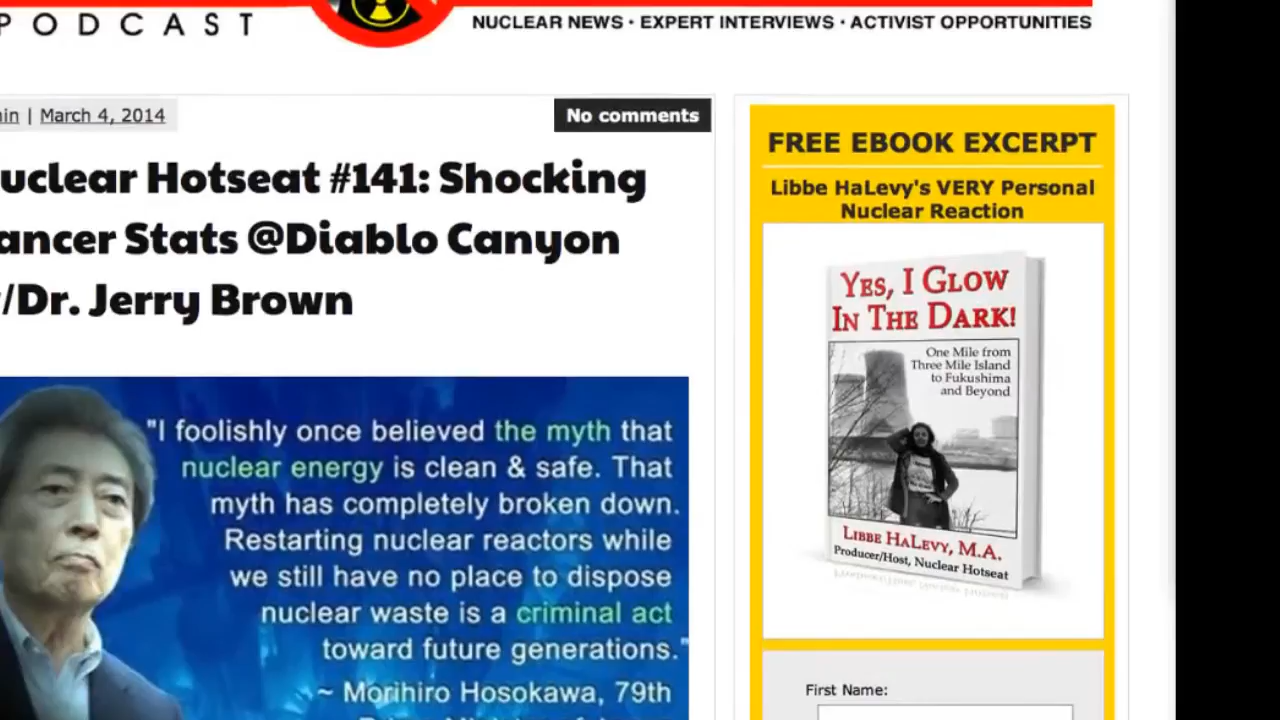 PODCAST
NUCLEAR NEWS • EXPERT INTERVIEWS • ACTIVIST OPPORTUNITIES
March 4, 2014
No comments
uclear Hotseat #141: Shocking
ancer Stats @Diablo Canyon
/Dr. Jerry Brown
"I foolishly once believed the myth that
nuclear energy is clean & safe. That
myth has completely broken down.
Restarting nuclear reactors while
we still have no place to dispose
nuclear waste is a criminal act
toward future generations."
~ Morihiro Hosokawa, 79th
FREE EBOOK EXCERPT
Libbe HaLevy's VERY Personal
Nuclear Reaction
YES, I GLOW
IN THE DARK!
One Mile from
Three Mile Island
to Fukushima
and Beyond
LIBBE HALEVY, M.A.
Producer/Host, Nuclear Hotseat
First Name: